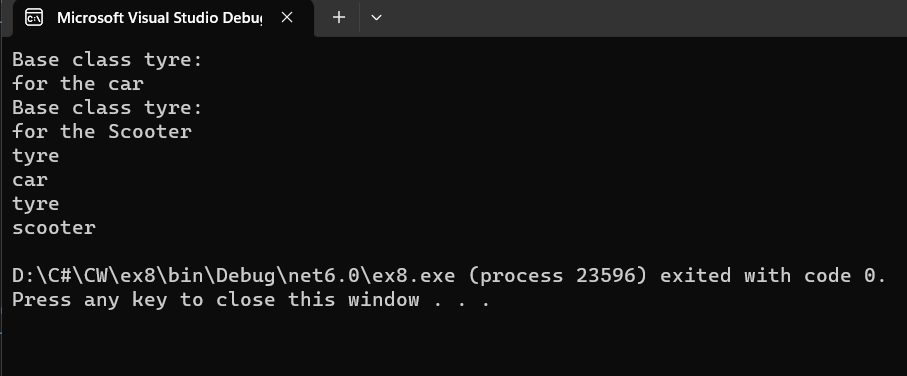 Microsoft Visual Studio Debu
Base class tyre:
for the car
Base class tyre:
for the Scooter
tyre
car
tyre
scooter
D:\C#\CW\ex8\bin\Debug\net6.0\ex8.exe (process 23596) exited with code 0.
Press any key to close this window . . .